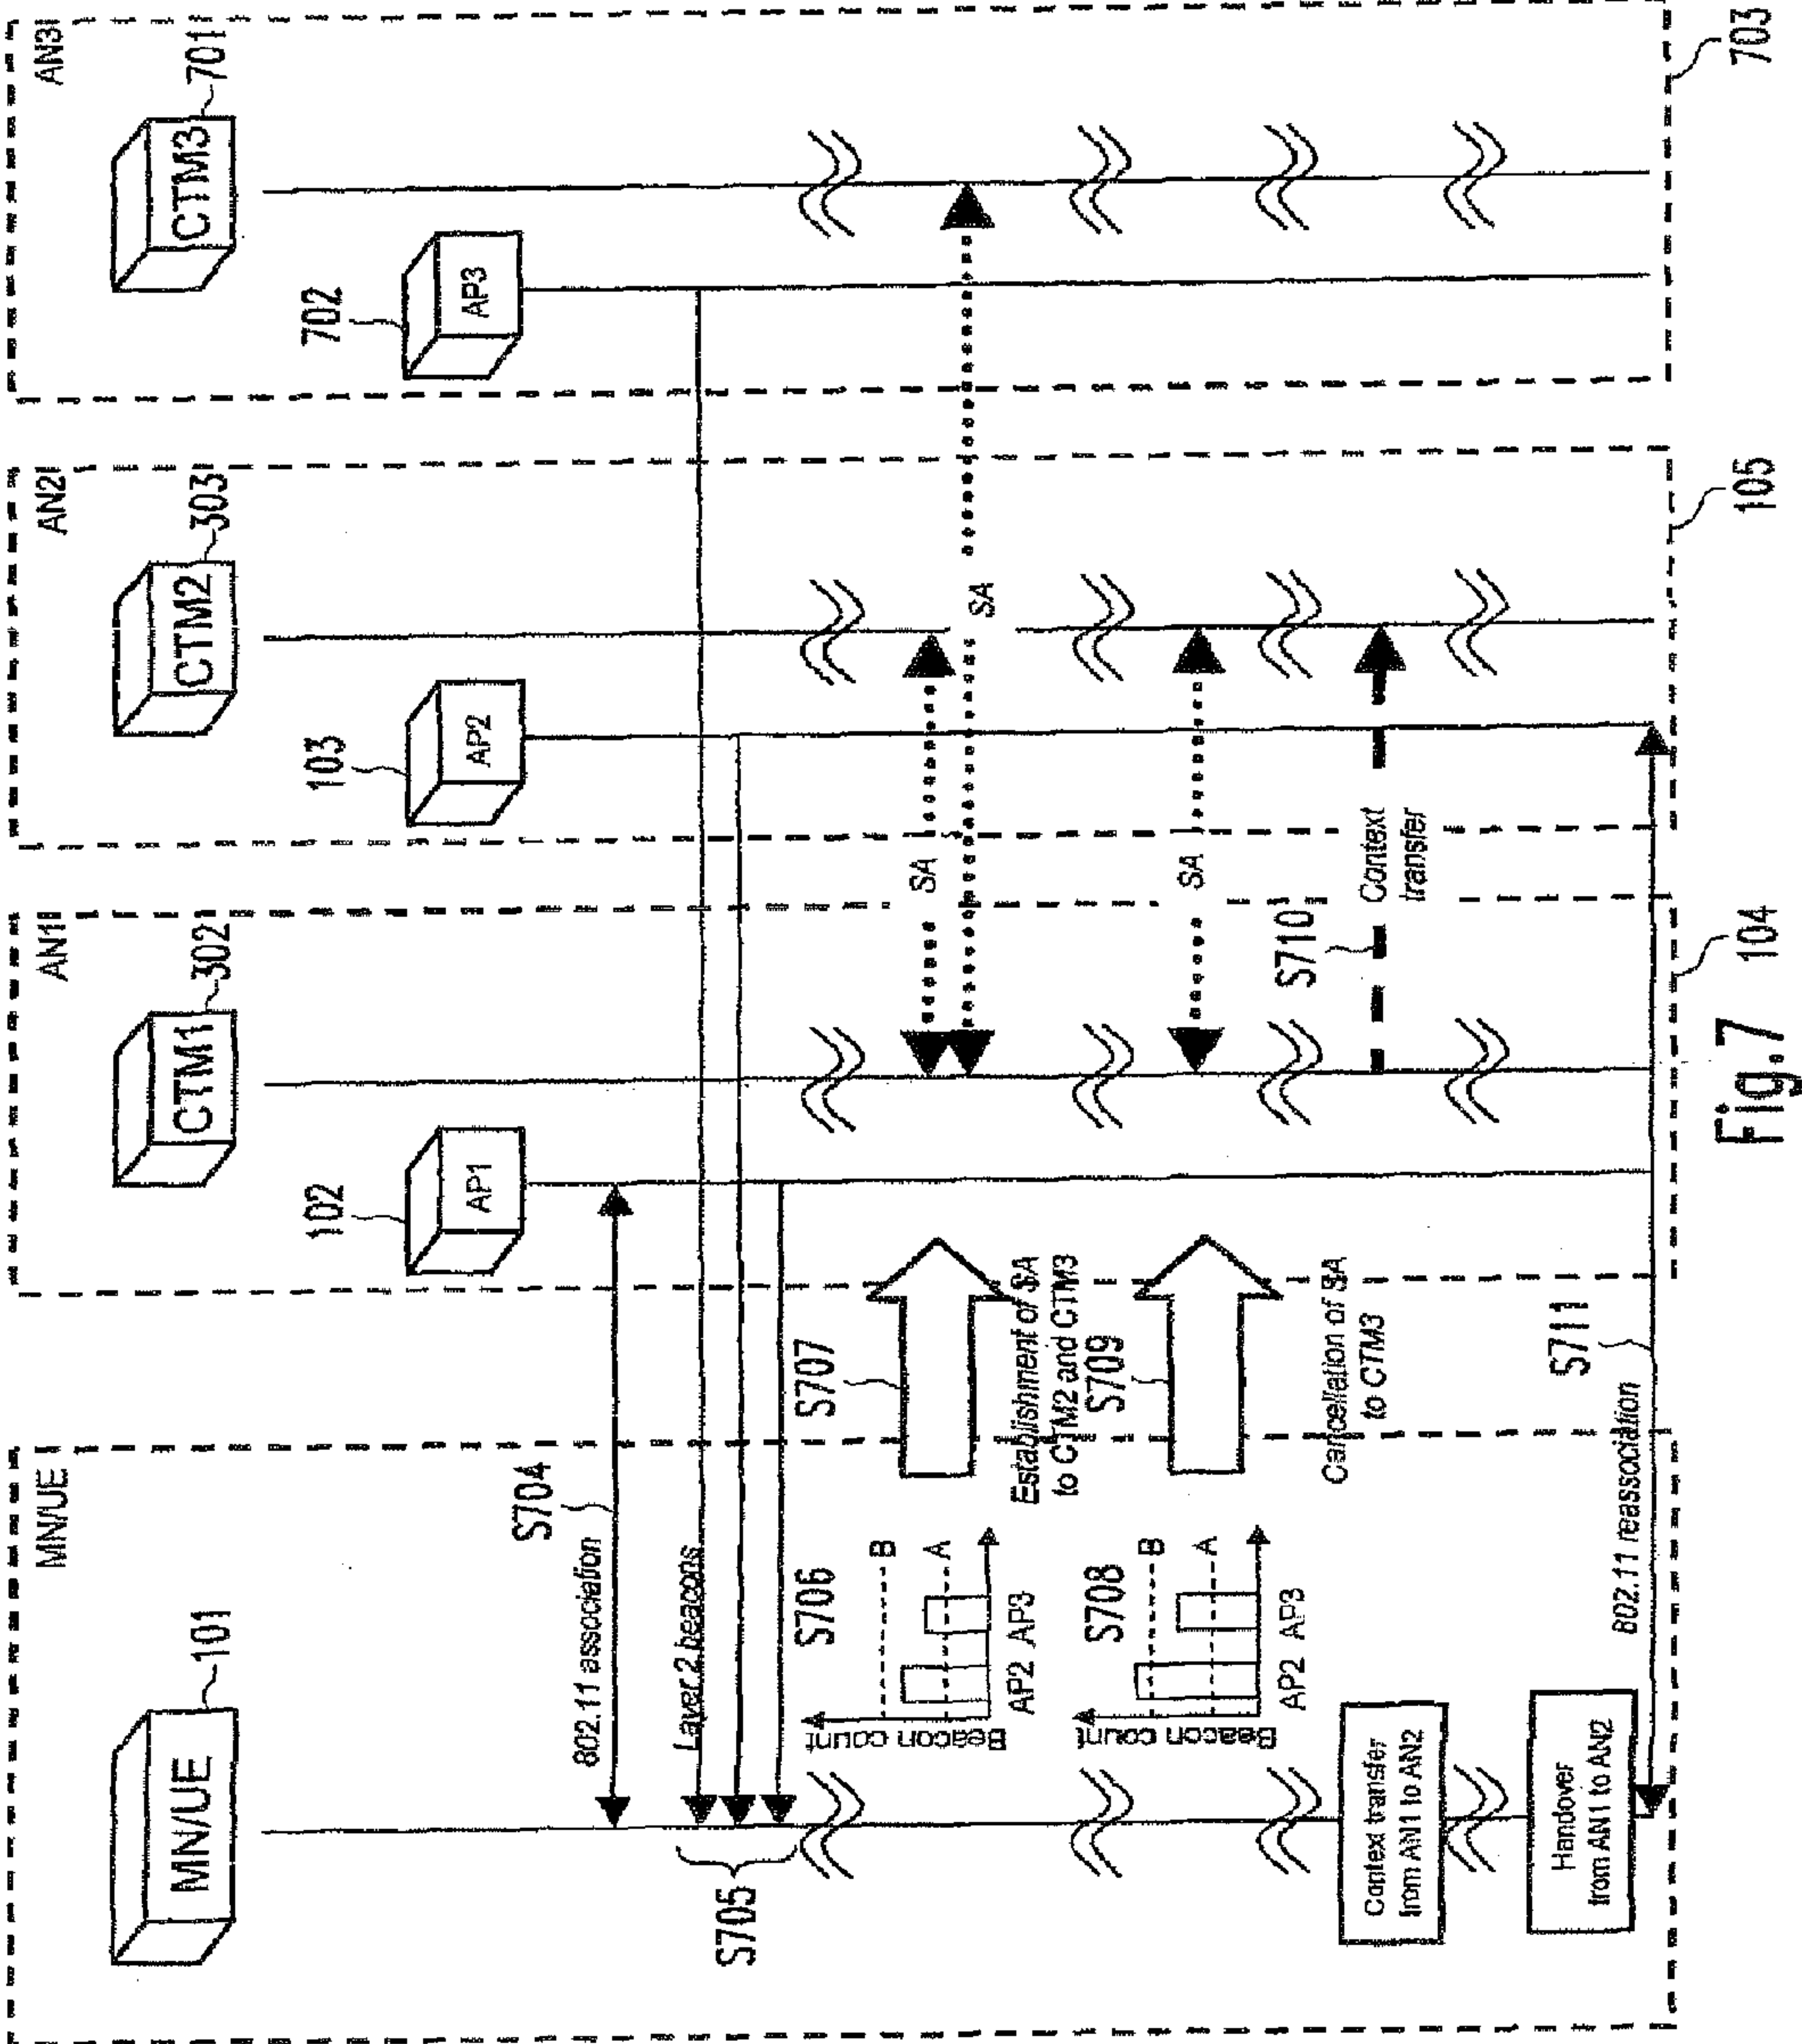 MN/UE
AN1
AN2
AN3
MN/UE
101
CTM1
302
CTM2
303
CTM3
701
102
AP1
103
AP2
702
AP3
S704
802.11 association
Layer 2 beacons
S705
S706
Beacon count
B
A
AP2 AP3
S707
Establishment of SA
to CTM2 and CTM3
SA
SA
S708
Beacon count
B
A
AP2 AP3
S709
Cancellation of SA
to CTM3
SA
Context transfer
from AN1 to AN2
S710
Context
transfer
Handover
from AN1 to AN2
802.11 reassociation
S711
104
105
703
Fig.7